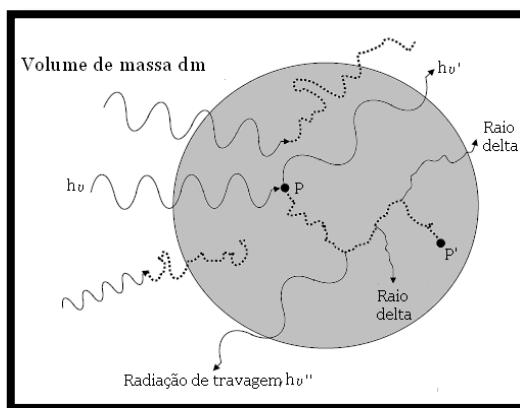 Volume de massa dm
hυ'
Raio
delta
hυ
P
P'
Raio
delta
Radiação de travagem, hυ''